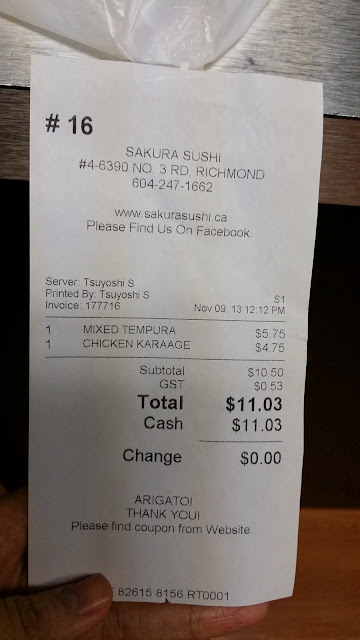 # 16
SAKURA SUSHI
#4-6390 NO. 3 RD, RICHMOND
604-247-1662
www.sakurasushi.ca
Please Find Us On Facebook
Server: Tsuyoshi S
Printed By: Tsuyoshi S S1
Invoice: 177716 Nov 09, 13 12:12 PM
1 MIXED TEMPURA $5.75
1 CHICKEN KARAAGE $4.75
Subtotal $10.50
GST $0.53
Total $11.03
Cash $11.03
Change $0.00
ARIGATO!
THANK YOU!
Please find coupon from Website.
82615 8156 RT0001